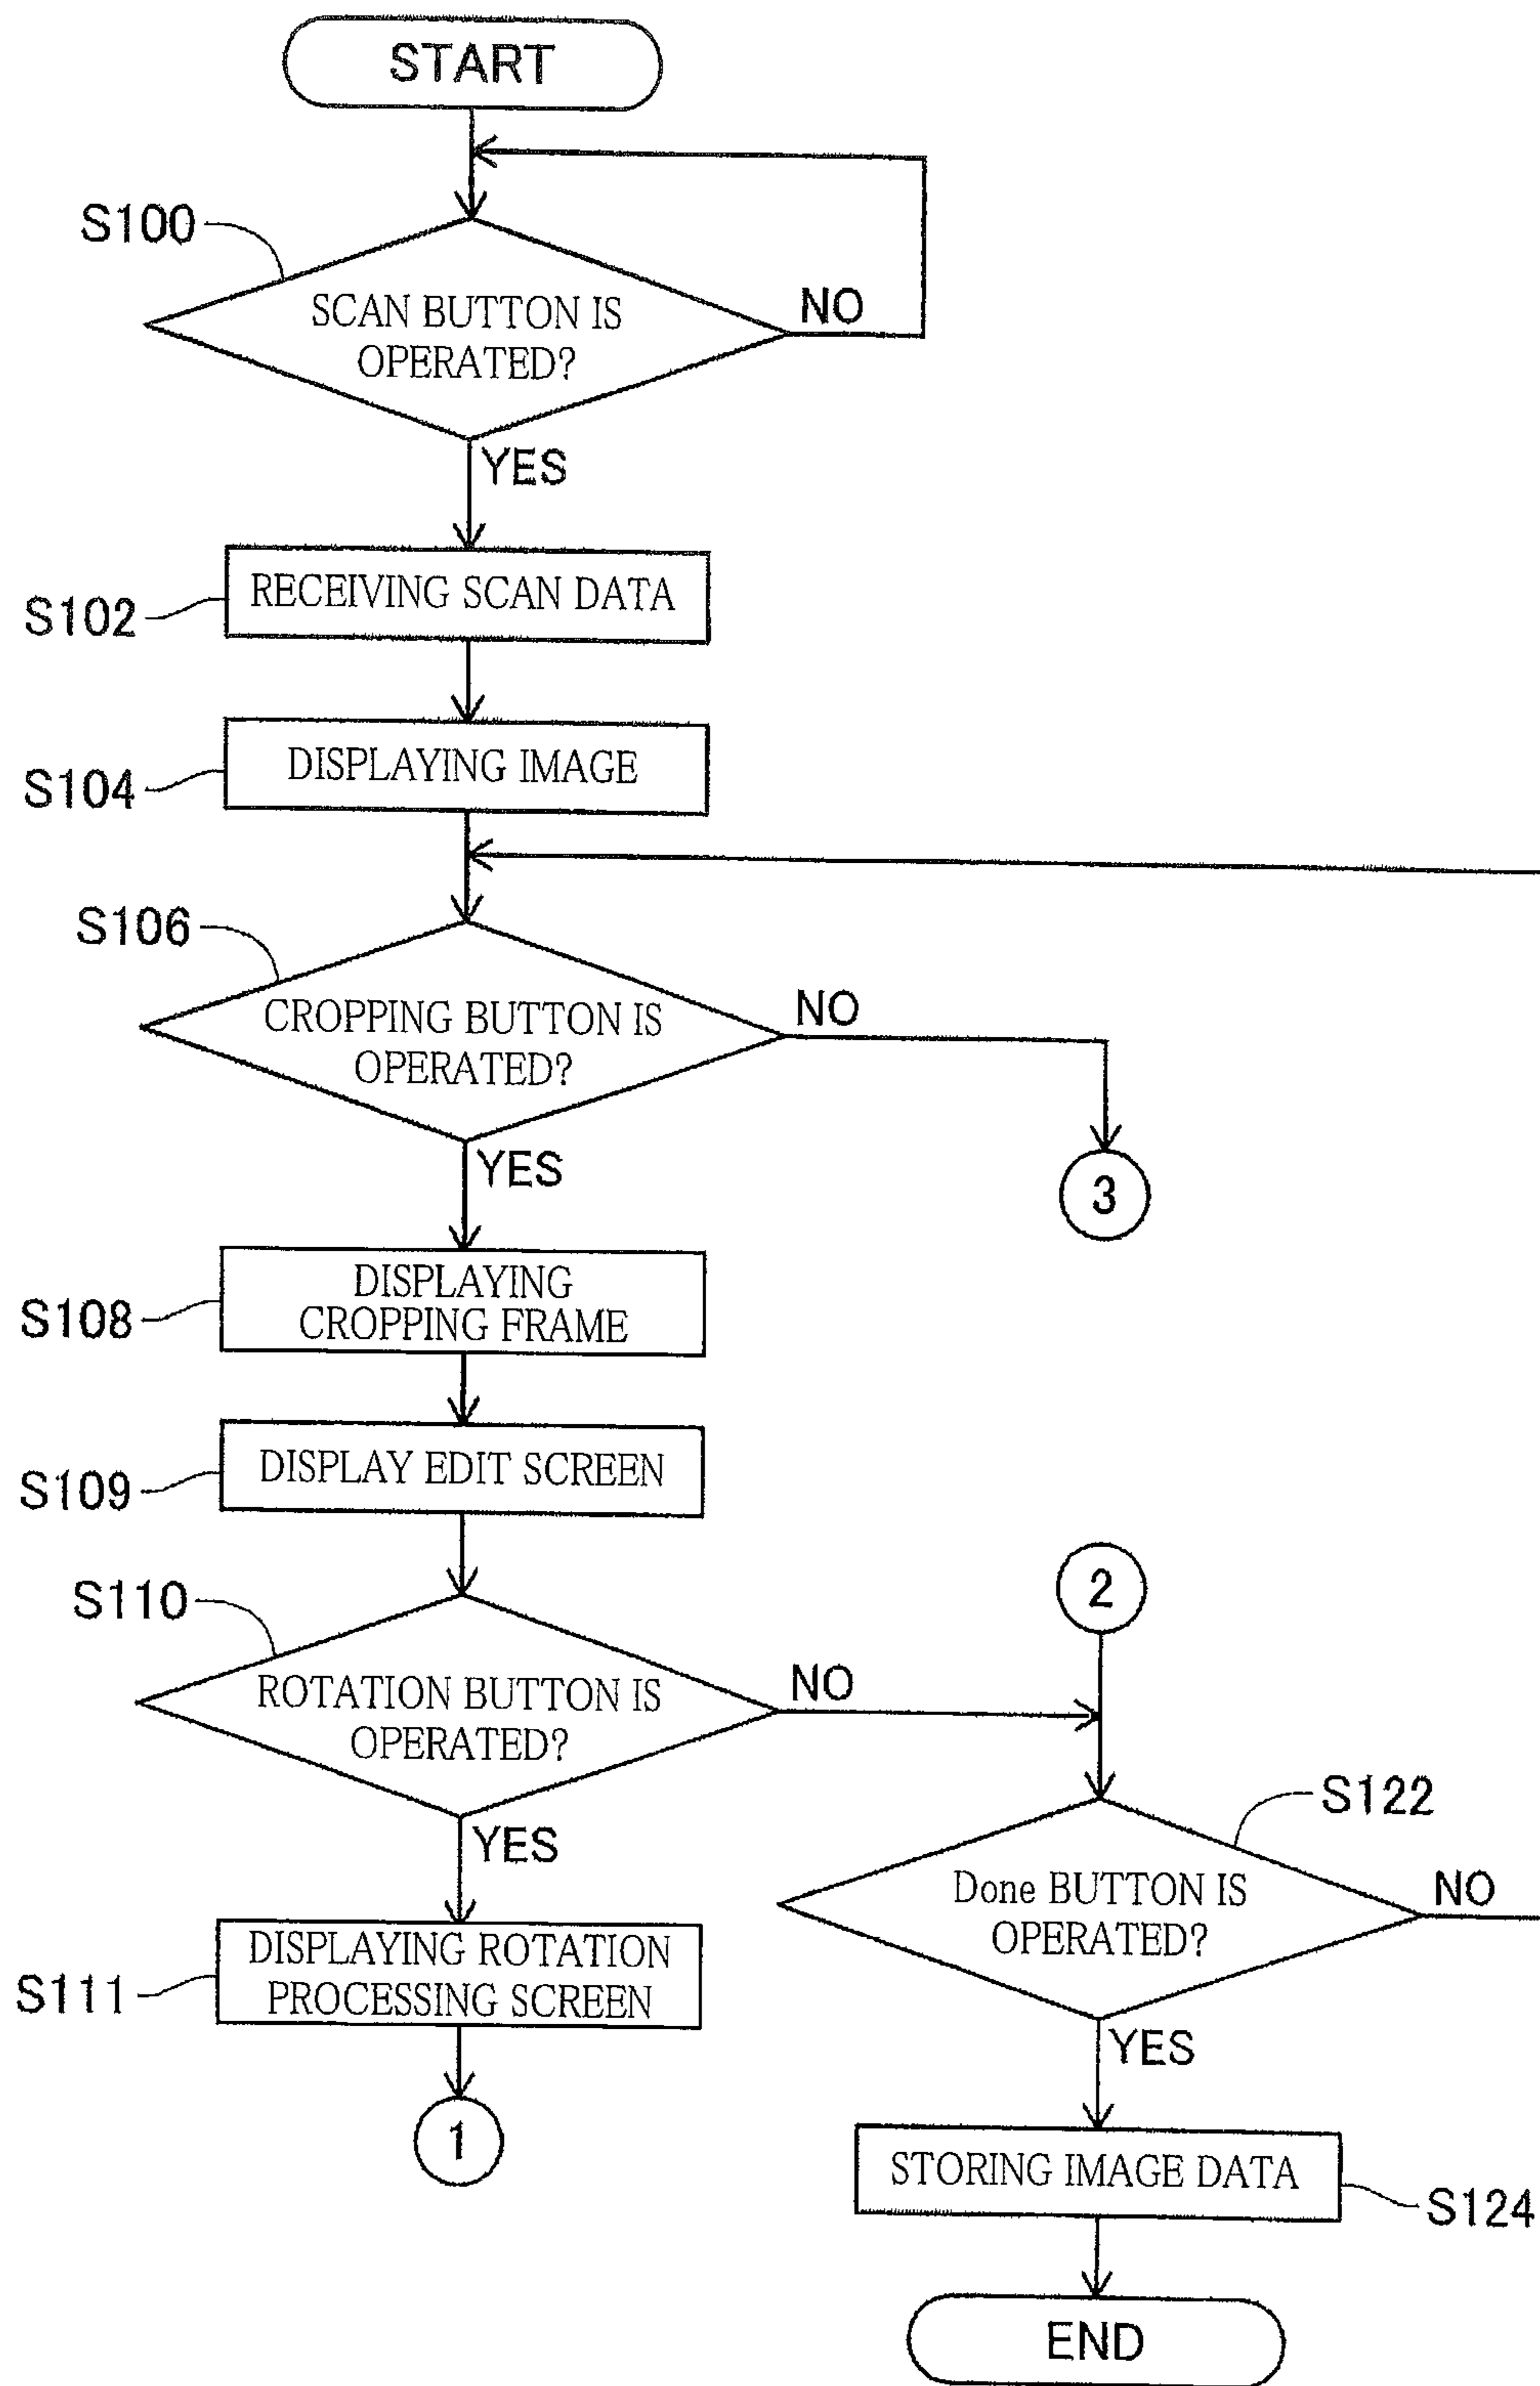 START
S100
SCAN BUTTON IS
OPERATED?
NO
YES
S102
RECEIVING SCAN DATA
S104
DISPLAYING IMAGE
S106
CROPPING BUTTON IS
OPERATED?
NO
YES
3
S108
DISPLAYING
CROPPING FRAME
S109
DISPLAY EDIT SCREEN
S110
ROTATION BUTTON IS
OPERATED?
NO
YES
2
S111
DISPLAYING ROTATION
PROCESSING SCREEN
1
S122
Done BUTTON IS
OPERATED?
NO
YES
STORING IMAGE DATA
S124
END